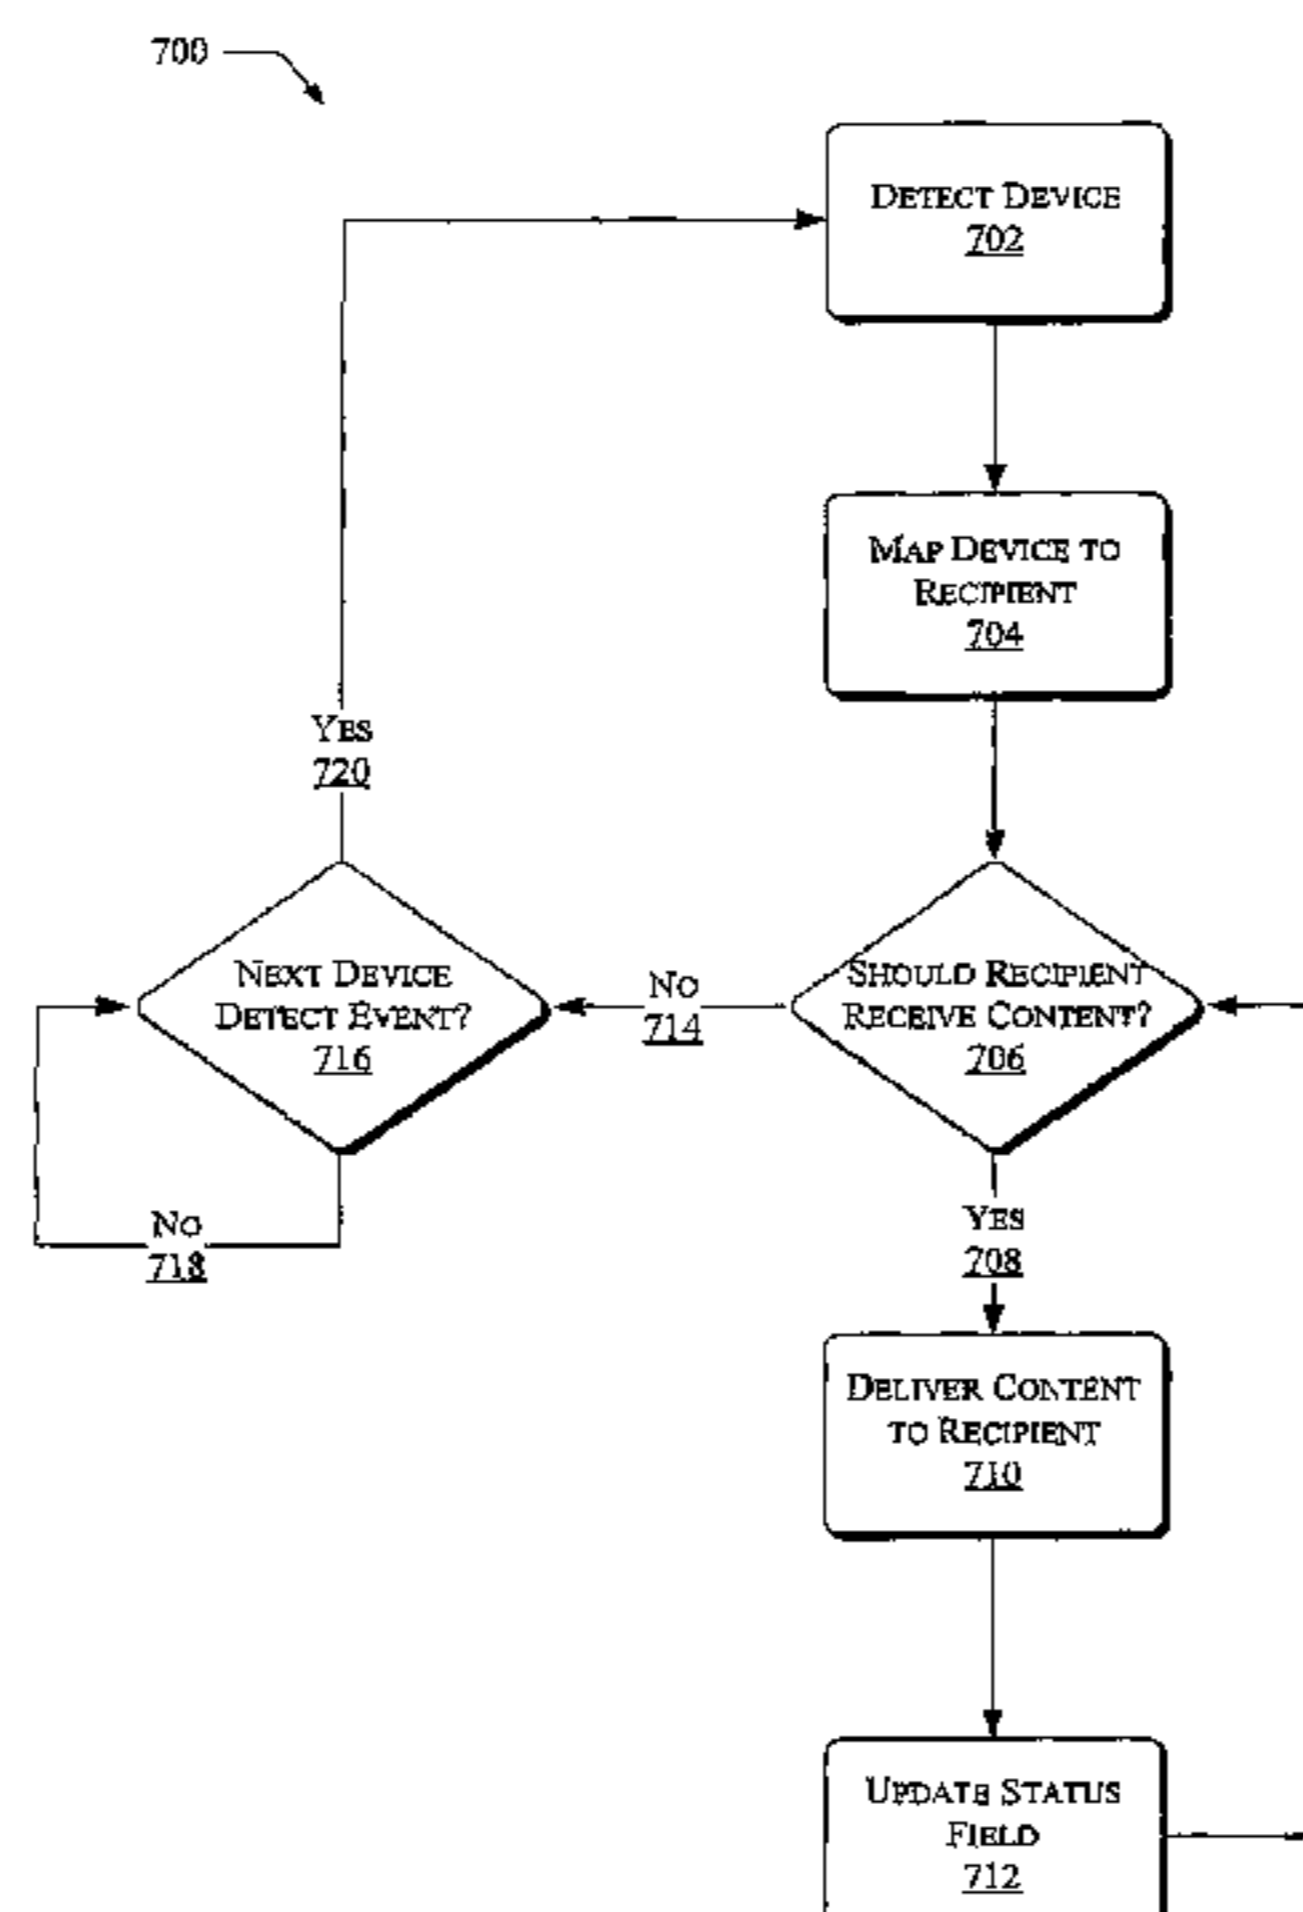 700
DETECT DEVICE
702
MAP DEVICE TO
RECIPIENT
704
YES
720
NEXT DEVICE
DETECT EVENT?
716
NO
714
SHOULD RECIPIENT
RECEIVE CONTENT?
706
NO
718
YES
708
DELIVER CONTENT
TO RECIPIENT
710
UPDATE STATUS
FIELD
712